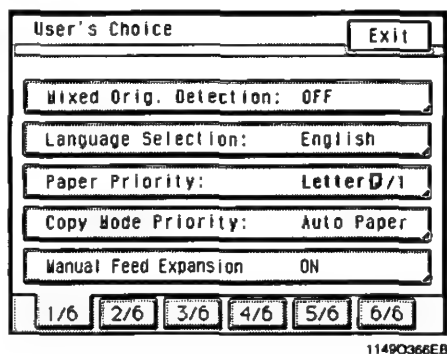 User's Choice Exit
Mixed Orig. Detection: OFF
Language Selection: English
Paper Priority: Letter /1
Copy Mode Priority: Auto Paper
Manual Feed Expansion ON
1/6 2/6 3/6 4/6 5/6 6/6
1149O366EB